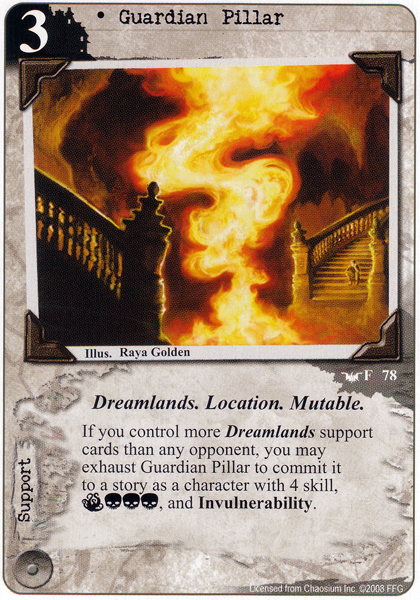 3
• Guardian Pillar
Illus. Raya Golden
F 78
Dreamlands. Location. Mutable.
If you control more Dreamlands support
cards than any opponent, you may
exhaust Guardian Pillar to commit it
to a story as a character with 4 skill,
, and Invulnerability.
Support
Licensed from Chaosium Inc. ©2008 FFG